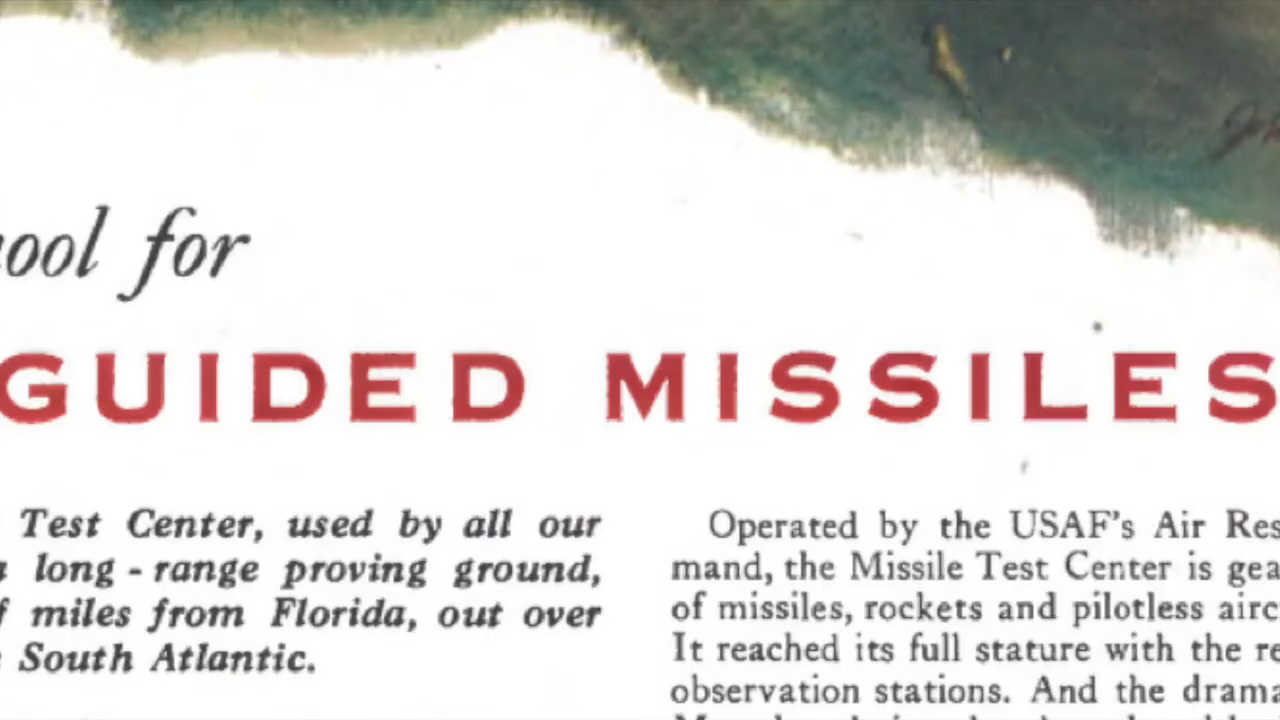 ool for
GUIDED MISSILES
Test Center, used by all our
long - range proving ground,
miles from Florida, out over
South Atlantic.
Operated by the USAF's Air Res
mand, the Missile Test Center is gea
of missiles, rockets and pilotless airc
It reached its full stature with the re
observation stations. And the drama